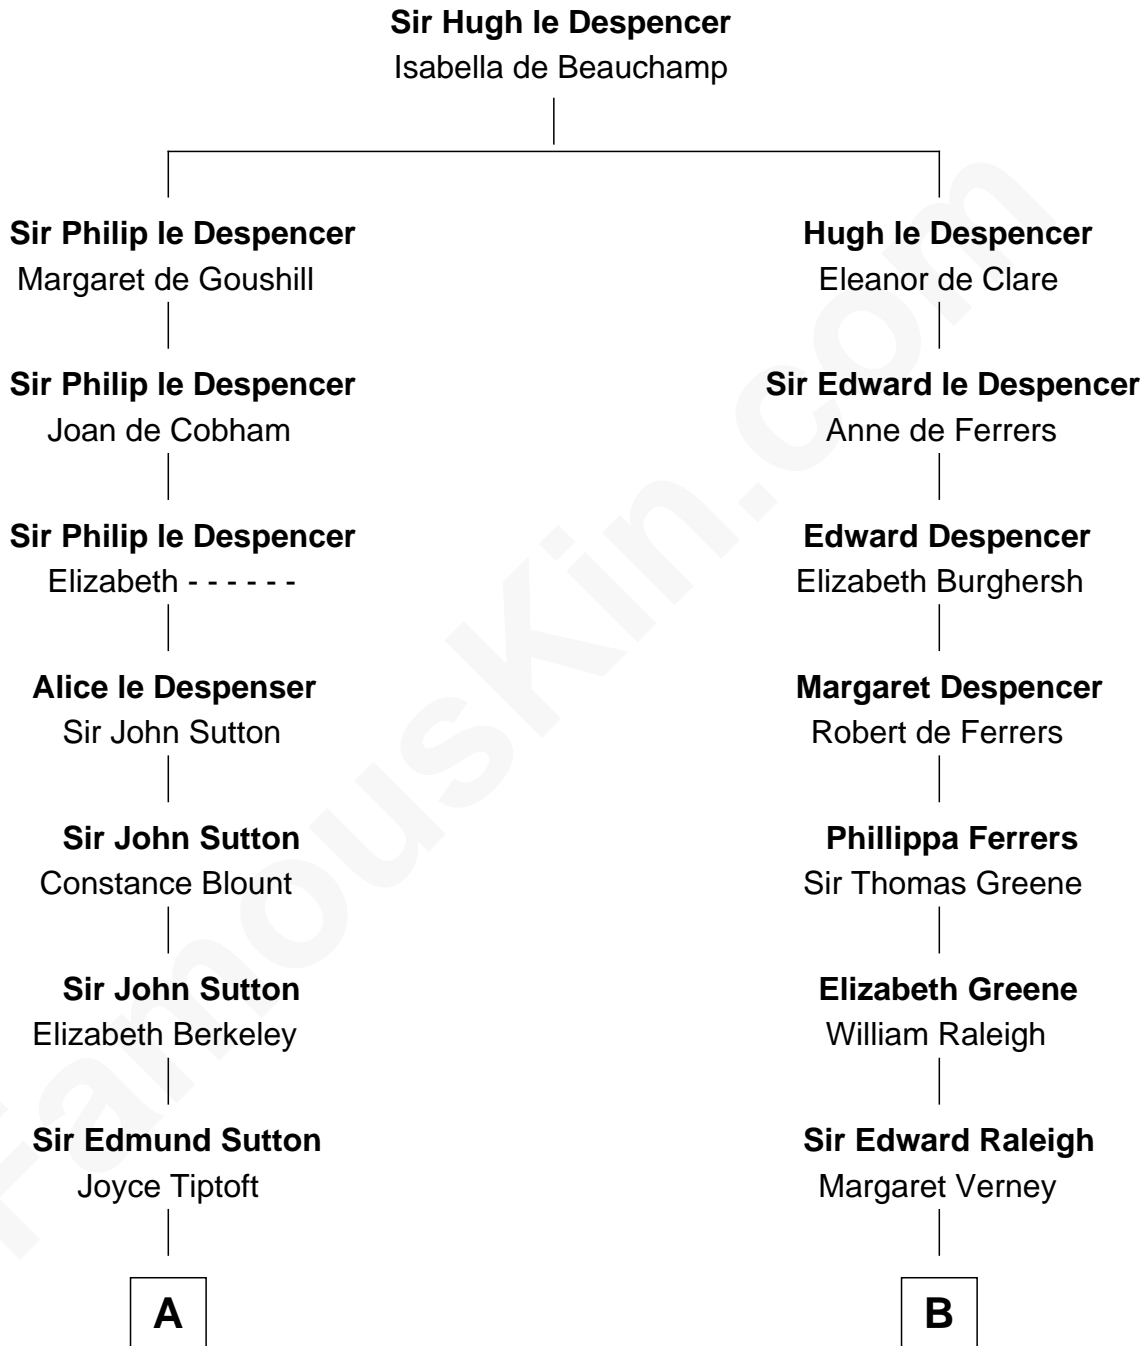 Sir Hugh le Despencer
Isabella de Beauchamp
Sir Philip le Despencer
Margaret de Goushill
Hugh le Despencer
Eleanor de Clare
Sir Philip le Despencer
Joan de Cobham
Sir Edward le Despencer
Anne de Ferrers
Sir Philip le Despencer
Elizabeth - - - - - -
Edward Despencer
Elizabeth Burghersh
Alice le Despenser
Sir John Sutton
Margaret Despencer
Robert de Ferrers
Sir John Sutton
Constance Blount
Phillippa Ferrers
Sir Thomas Greene
Sir John Sutton
Elizabeth Berkeley
Elizabeth Greene
William Raleigh
Sir Edmund Sutton
Joyce Tiptoft
Sir Edward Raleigh
Margaret Verney
A
B
FamousKin.com